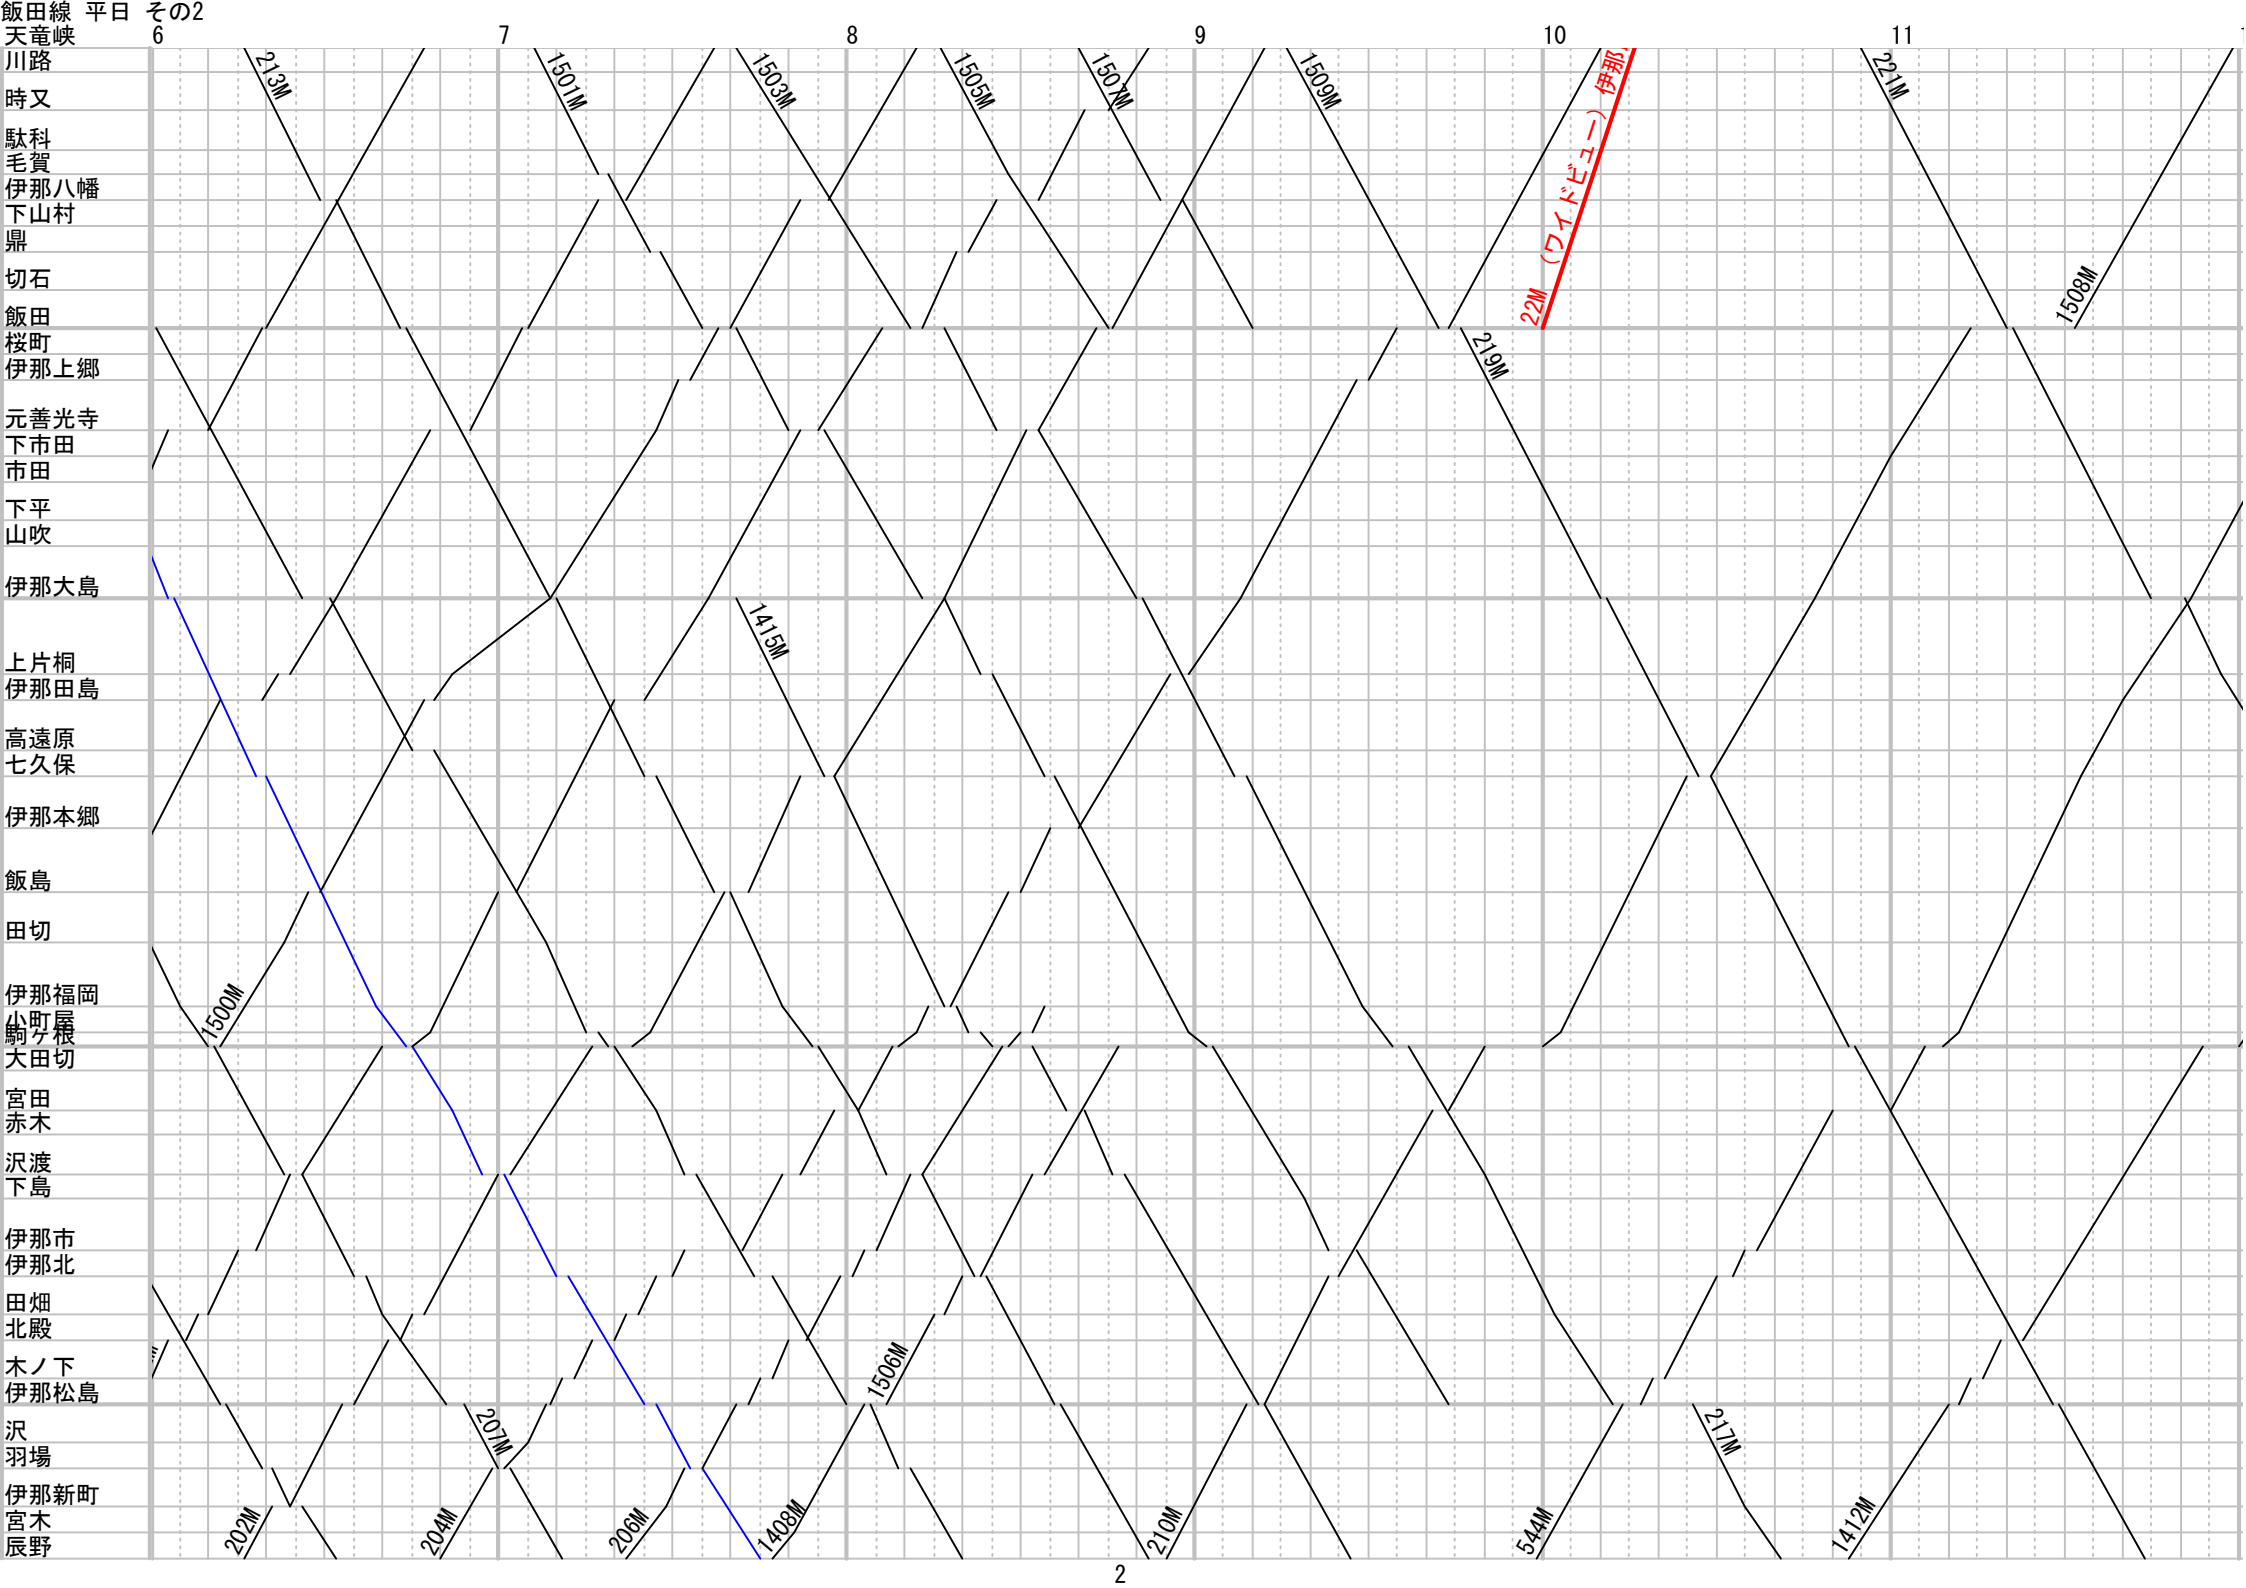 飯田線 平日 その2
天竜峡 6 7 8 9 10 11
川路
時又
駄科
毛賀
伊那八幡
下山村
鼎
切石
飯田
桜町
伊那上郷
元善光寺
下市田
市田
下平
山吹
伊那大島
上片桐
伊那田島
高遠原
七久保
伊那本郷
飯島
田切
伊那福岡
小町屋
駒ヶ根
大田切
宮田
赤木
沢渡
下島
伊那市
伊那北
田畑
北殿
木ノ下
伊那松島
沢
羽場
伊那新町
宮木
辰野
213M
1501M
1503M
1505M
1507M
1509M
22M (ワイドビュー) 伊那
221M
1508M
219M
1415M
1500M
1506M
207M
217M
202M
204M
206M
1408M
210M
544M
1412M
2